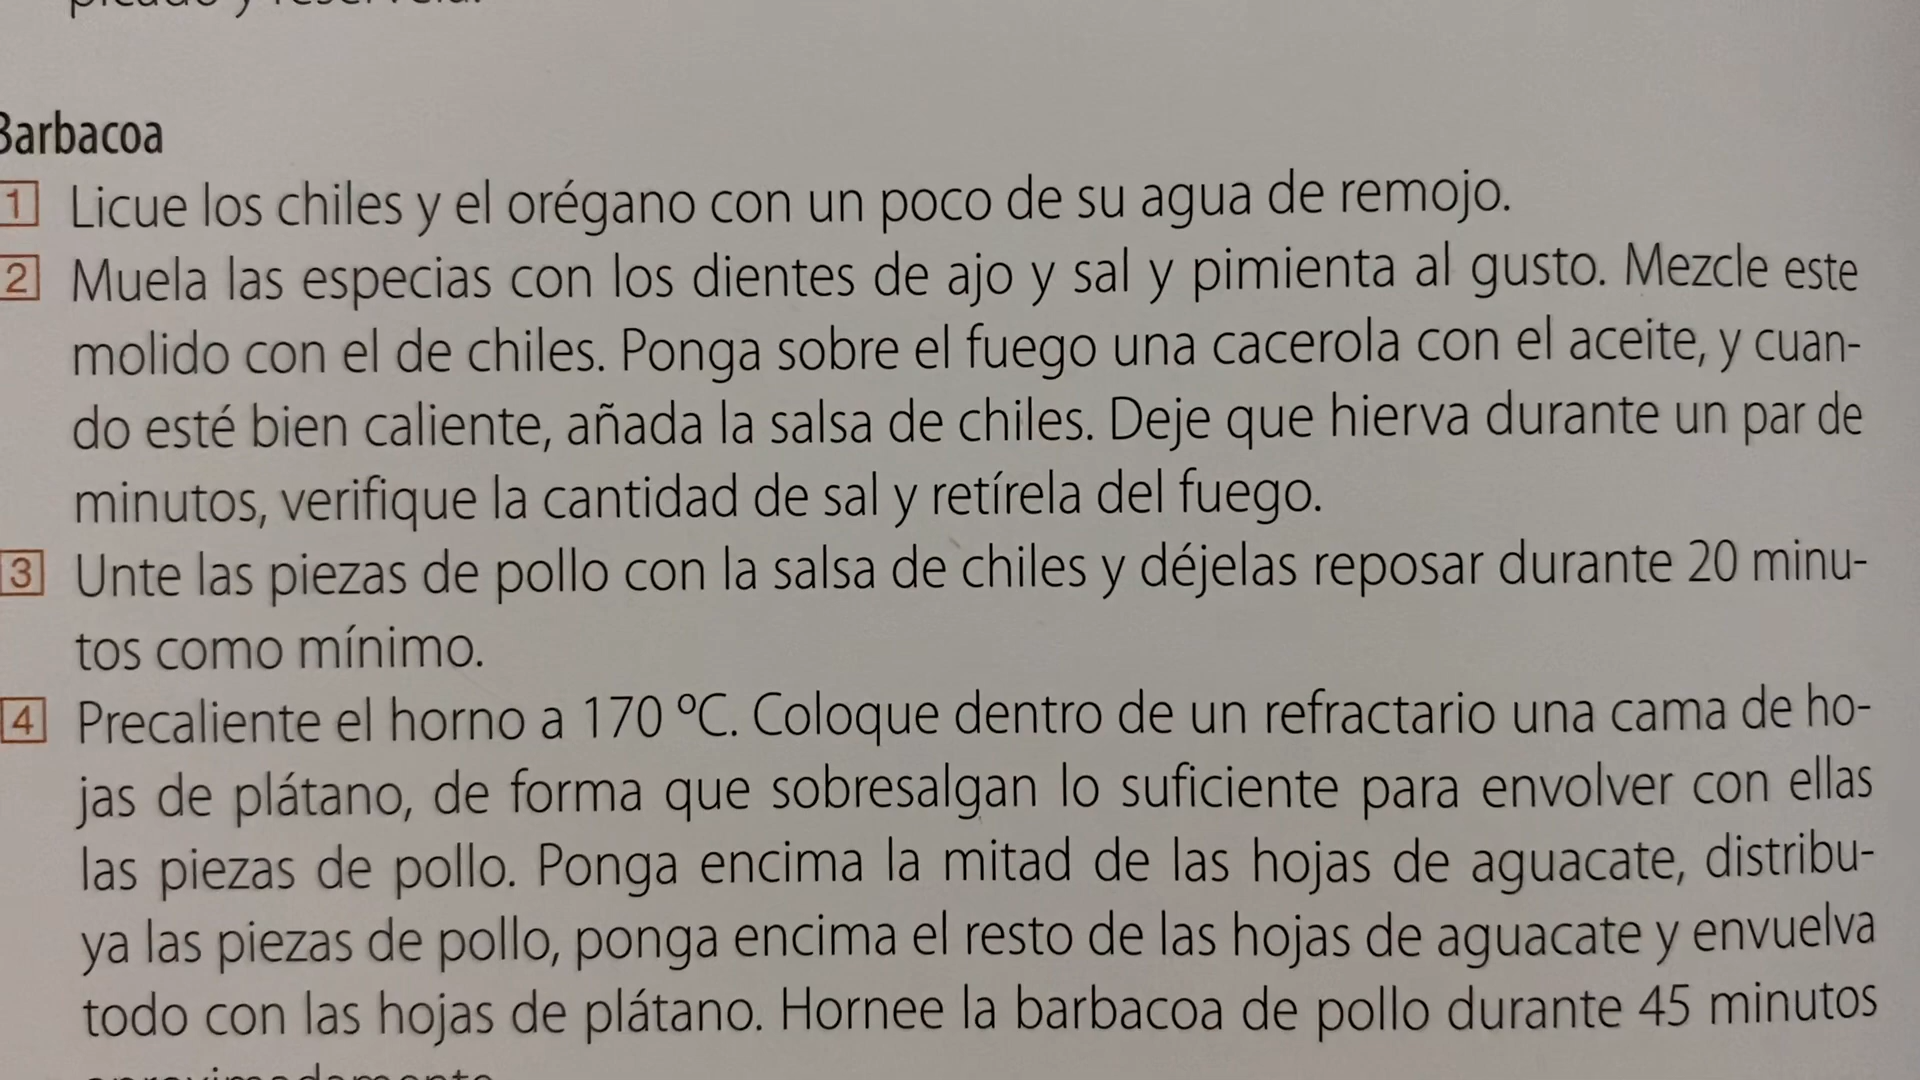 picado y resérvela.
Barbacoa
1 Licue los chiles y el orégano con un poco de su agua de remojo.
2 Muela las especias con los dientes de ajo y sal y pimienta al gusto. Mezcle este
molido con el de chiles. Ponga sobre el fuego una cacerola con el aceite, y cuan-
do esté bien caliente, añada la salsa de chiles. Deje que hierva durante un par de
minutos, verifique la cantidad de sal y retírela del fuego.
3 Unte las piezas de pollo con la salsa de chiles y déjelas reposar durante 20 minu-
tos como mínimo.
4 Precaliente el horno a 170 ºC. Coloque dentro de un refractario una cama de ho-
jas de plátano, de forma que sobresalgan lo suficiente para envolver con ellas
las piezas de pollo. Ponga encima la mitad de las hojas de aguacate, distribu-
ya las piezas de pollo, ponga encima el resto de las hojas de aguacate y envuelva
todo con las hojas de plátano. Hornee la barbacoa de pollo durante 45 minutos
aproximadamente